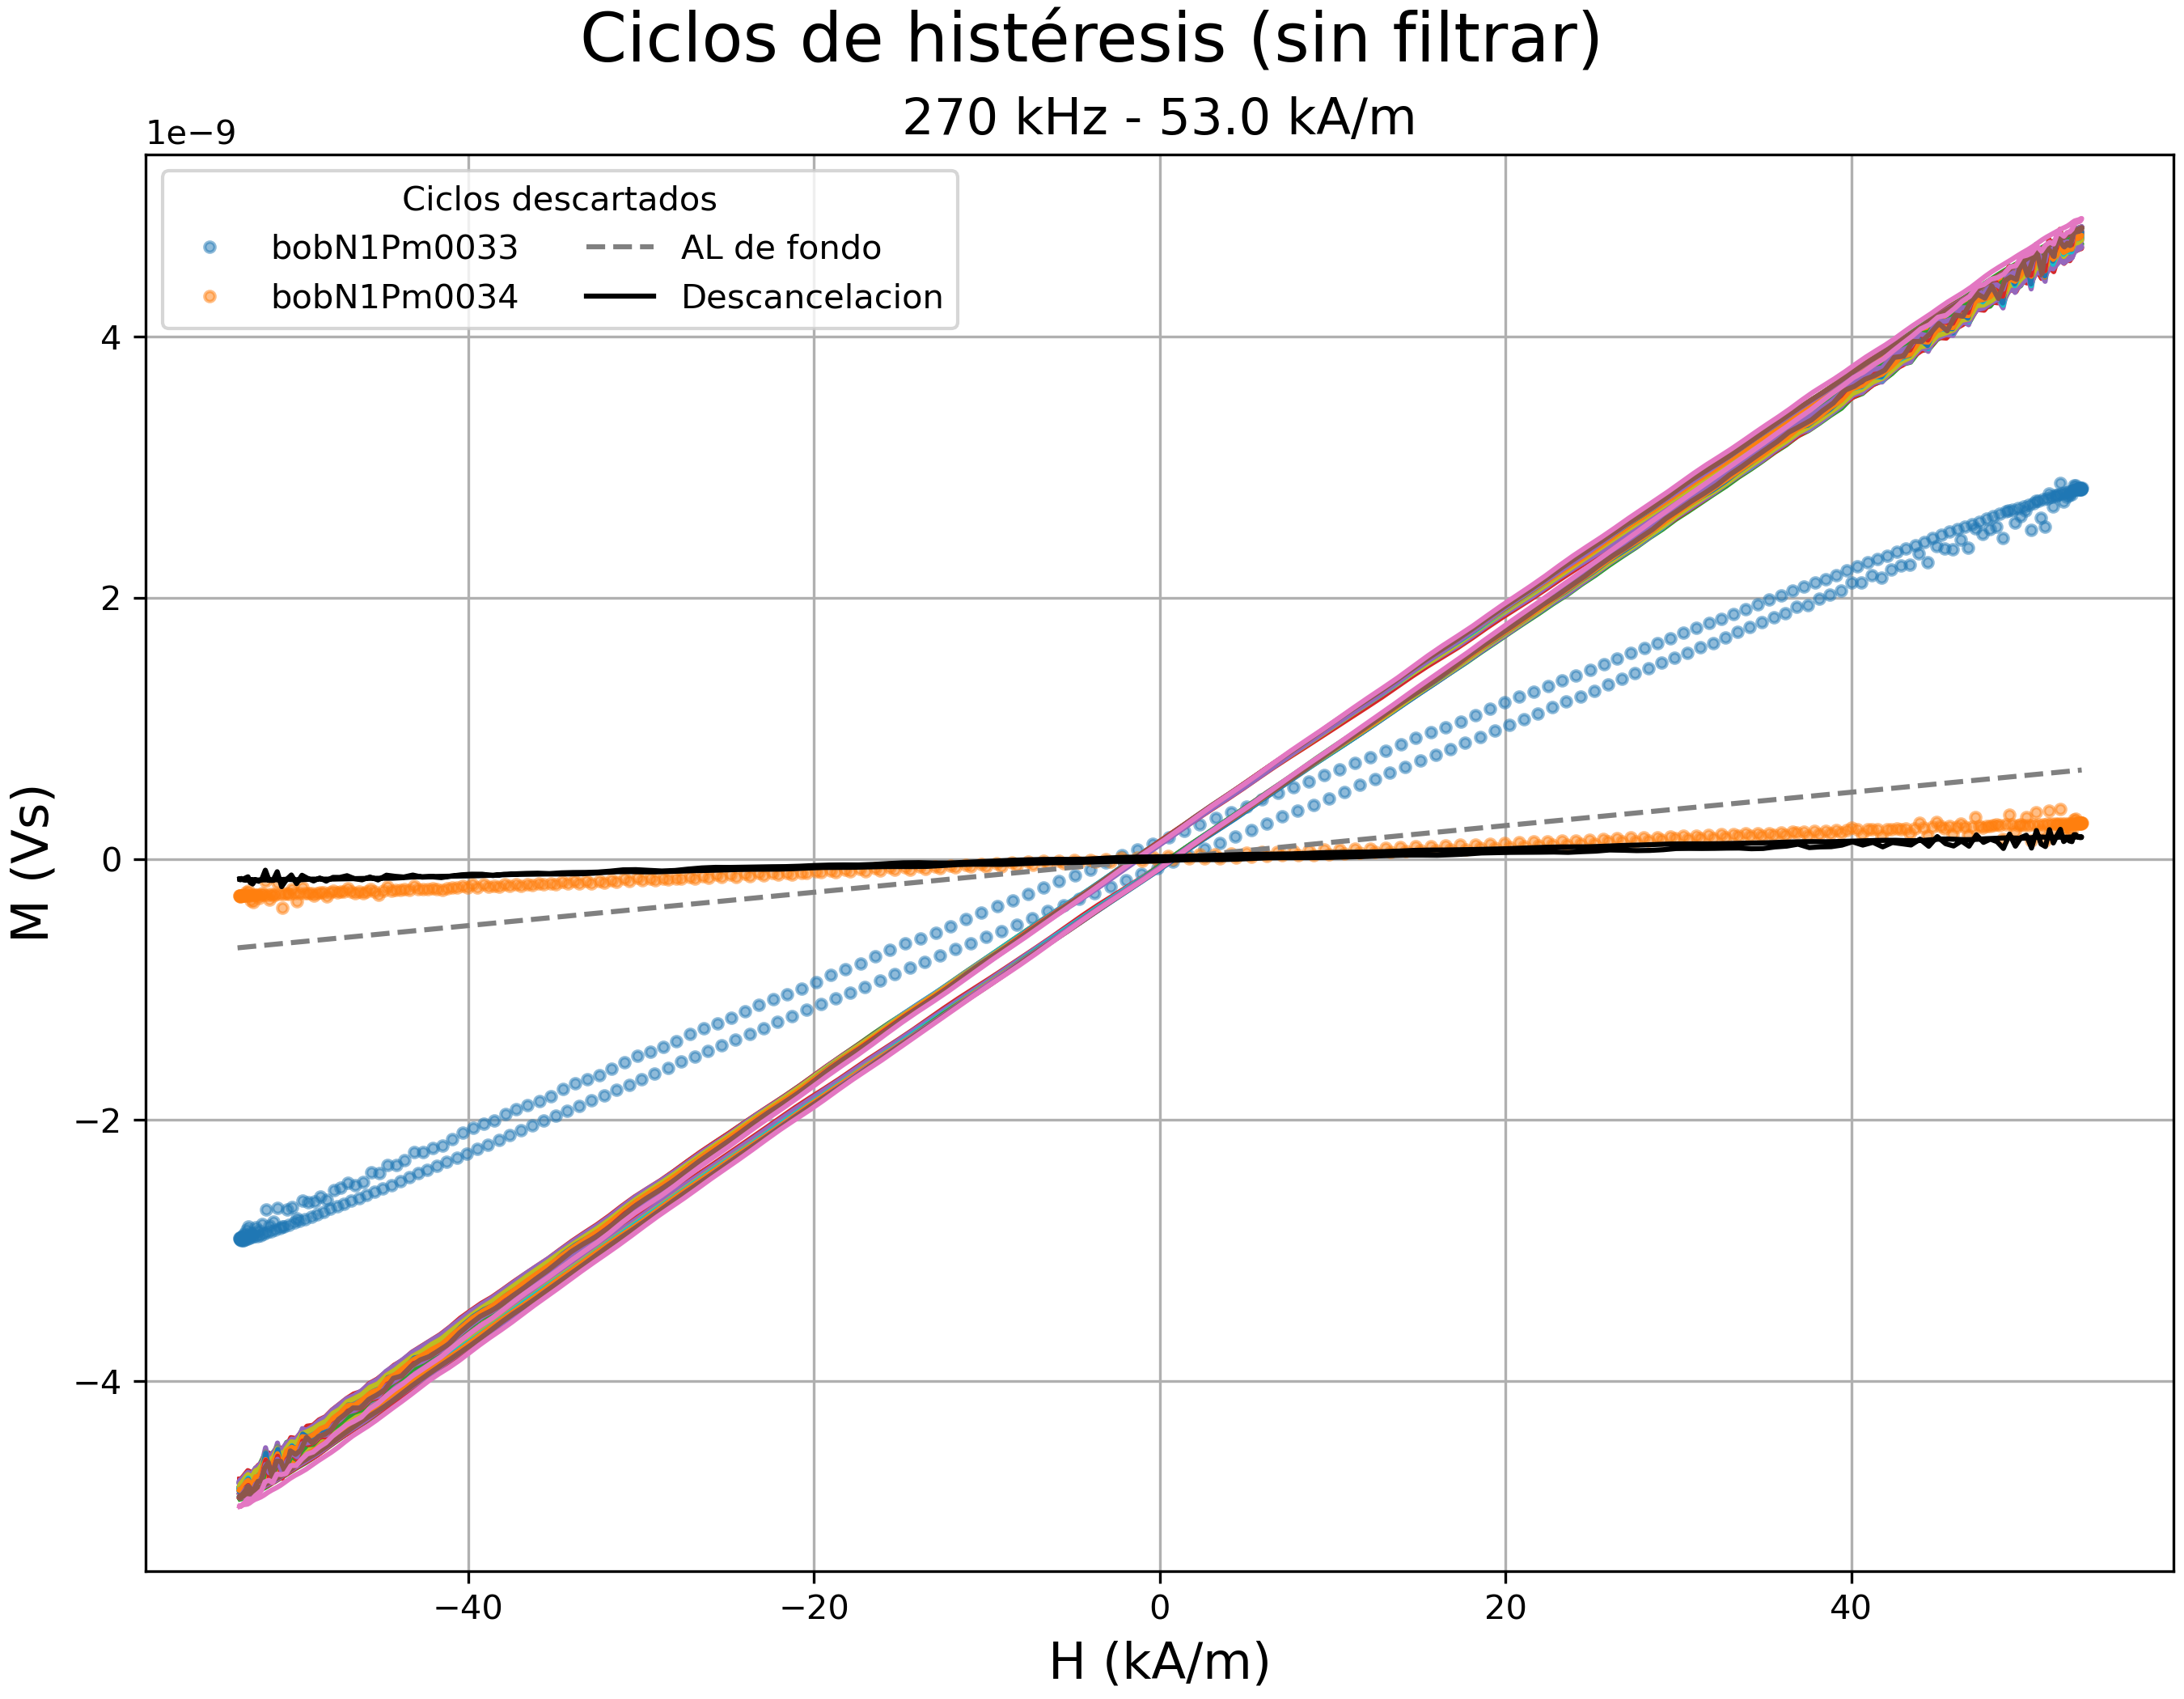 Ciclos de histéresis (sin filtrar)
270 kHz - 53.0 kA/m
1e−9
Ciclos descartados
bobN1Pm0033
bobN1Pm0034
AL de fondo
Descancelacion
4
2
0
−2
−4
M (Vs)
−40
−20
0
20
40
H (kA/m)